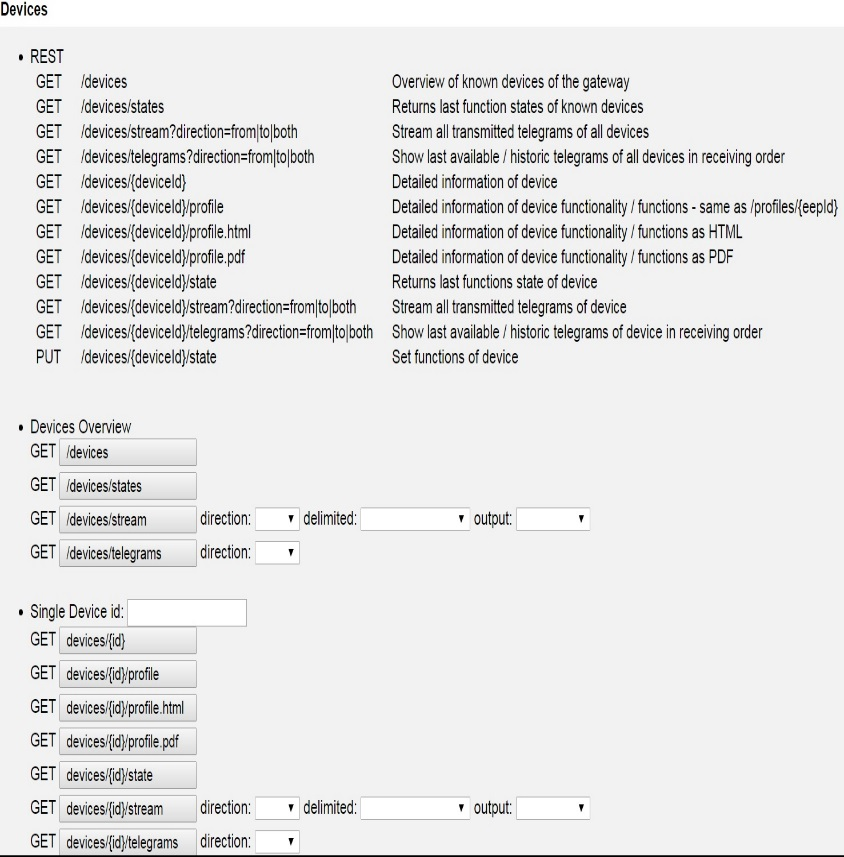 Devices
• REST
GET /devices Overview of known devices of the gateway
GET /devices/states Returns last function states of known devices
GET /devices/stream?direction=from|to|both Stream all transmitted telegrams of all devices
GET /devices/telegrams?direction=from|to|both Show last available / historic telegrams of all devices in receiving order
GET /devices/{deviceId} Detailed information of device
GET /devices/{deviceId}/profile Detailed information of device functionality / functions - same as /profiles/{eepId}
GET /devices/{deviceId}/profile.html Detailed information of device functionality / functions as HTML
GET /devices/{deviceId}/profile.pdf Detailed information of device functionality / functions as PDF
GET /devices/{deviceId}/state Returns last functions state of device
GET /devices/{deviceId}/stream?direction=from|to|both Stream all transmitted telegrams of device
GET /devices/{deviceId}/telegrams?direction=from|to|both Show last available / historic telegrams of device in receiving order
PUT /devices/{deviceId}/state Set functions of device
• Devices Overview
GET /devices
GET /devices/states
GET /devices/stream direction: delimited: output:
GET /devices/telegrams direction:
• Single Device id:
GET devices/{id}
GET devices/{id}/profile
GET devices/{id}/profile.html
GET devices/{id}/profile.pdf
GET devices/{id}/state
GET devices/{id}/stream direction: delimited: output:
GET devices/{id}/telegrams direction: